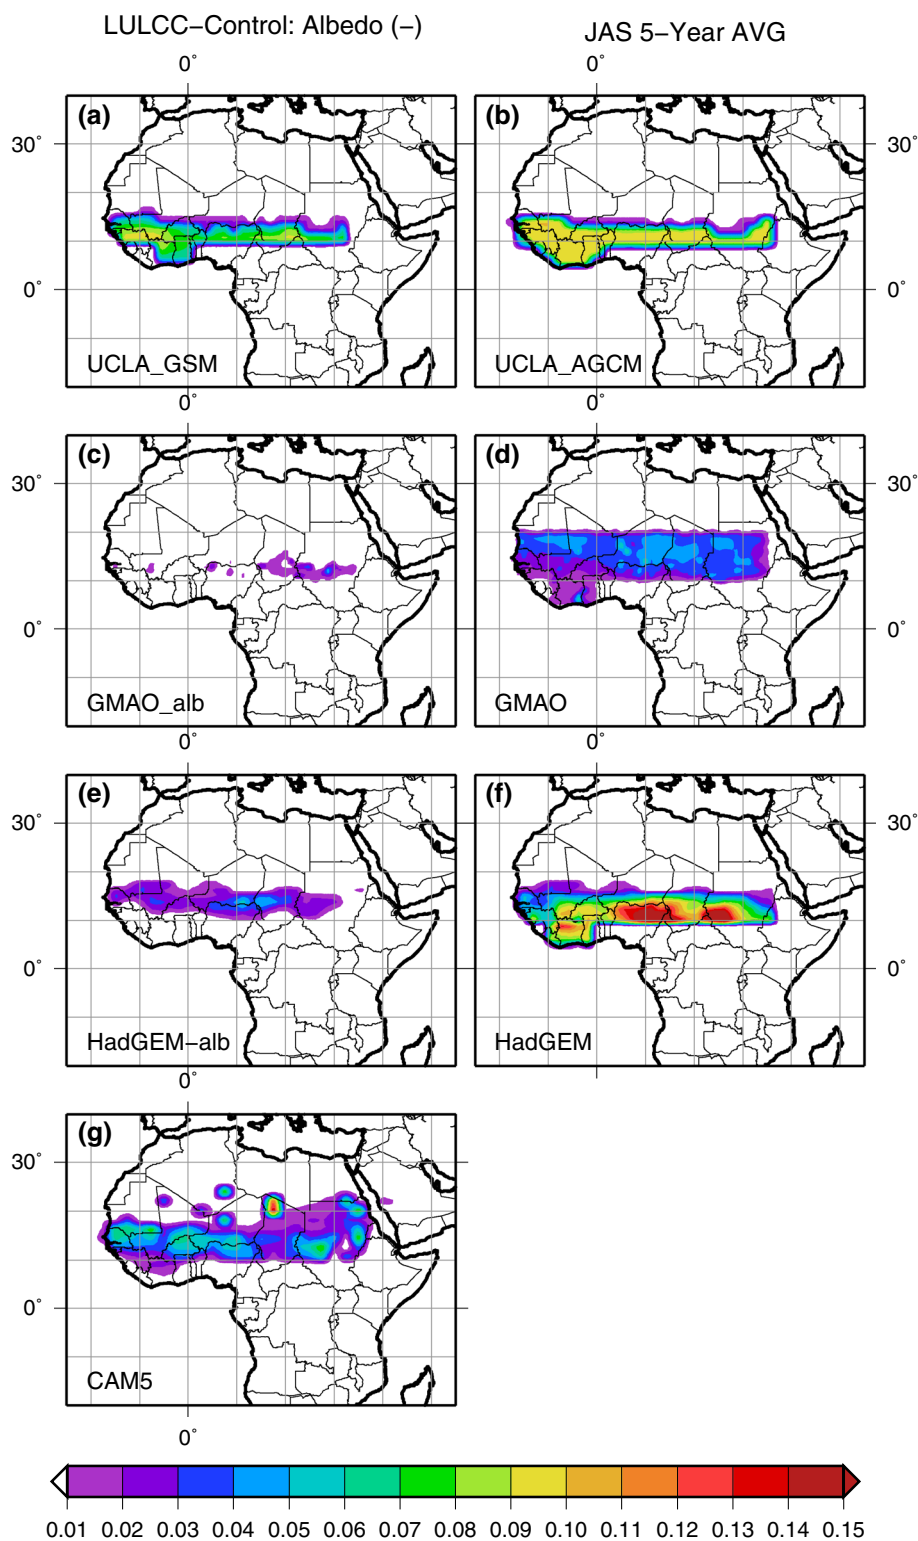 LULCC−Control: Albedo (−)
JAS 5−Year AVG
0˚
0˚
(a)
(b)
30˚
30˚
0˚
0˚
UCLA_GSM
UCLA_AGCM
0˚
0˚
(c)
(d)
30˚
30˚
0˚
0˚
GMAO_alb
GMAO
0˚
0˚
(e)
(f)
30˚
30˚
0˚
0˚
HadGEM−alb
HadGEM
0˚
(g)
30˚
0˚
CAM5
0˚
0.01 0.02 0.03 0.04 0.05 0.06 0.07 0.08 0.09 0.10 0.11 0.12 0.13 0.14 0.15